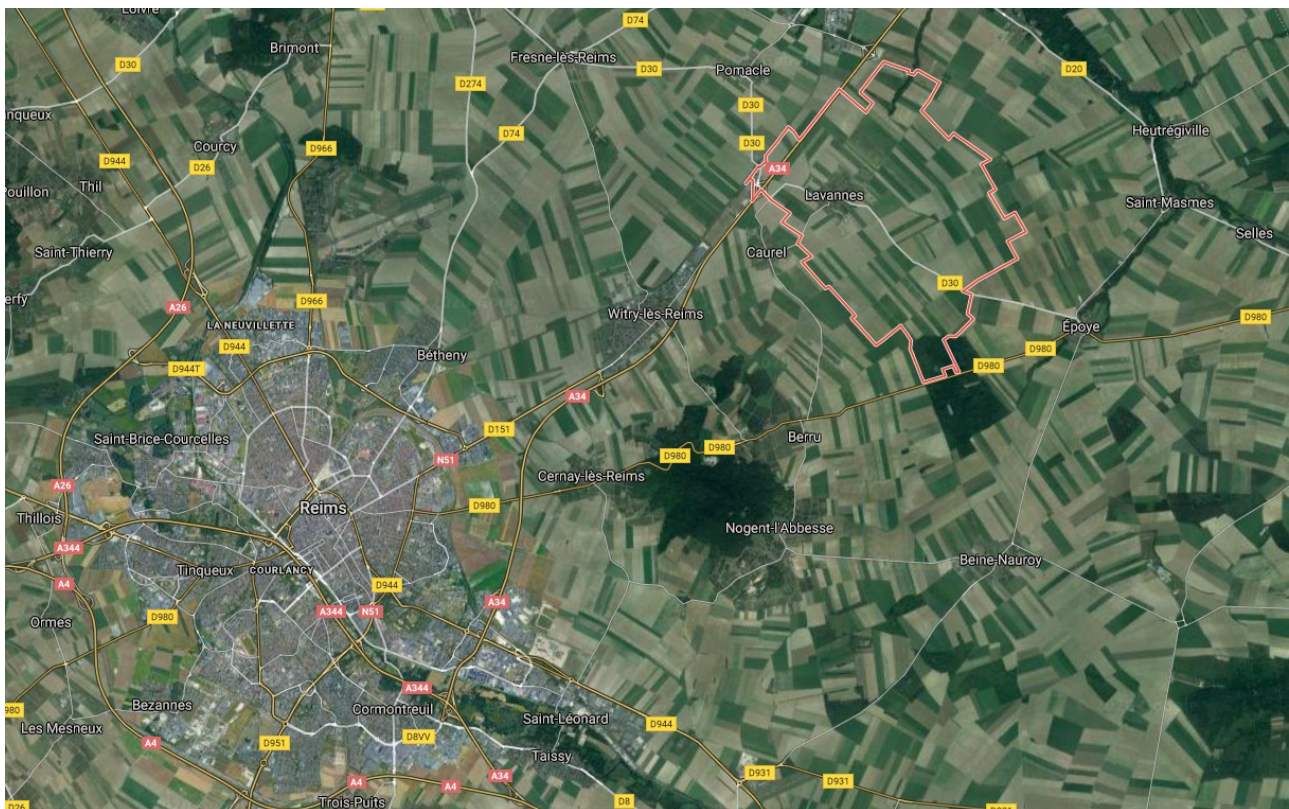 Loivre
D74
Brimont
Fresne-lès-Reims
D30
D274
D30
Pomacle
D20
D30
D74
Heutrégiville
Courcy
D966
D30
D944
D26
A34
Thil
Lavannes
Saint-Masmes
Saint-Thierry
Caurel
Selles
D30
D966
A26
Witry-lès-Reims
D980
LA NEUVILLETTE
Époye
D944
Bétheny
D980
D944T
D980
A34
D151
Saint-Brice-Courcelles
Berru
D980
D980
N51
Cernay-lès-Reims
A26
Reims
D980
Thillois
Nogent-l'Abbesse
A344
Tinqueux
COURLANCY
Beine-Nauroy
A4
D944
A34
A344
N51
Ormes
D980
A344
Bezannes
Cormontreuil
Saint-Léonard
Les Mesneux
D944
D951
D8VV
A4
Taissy
A34
D931
D931
A4
A4
Trois-Puits
D8
D26